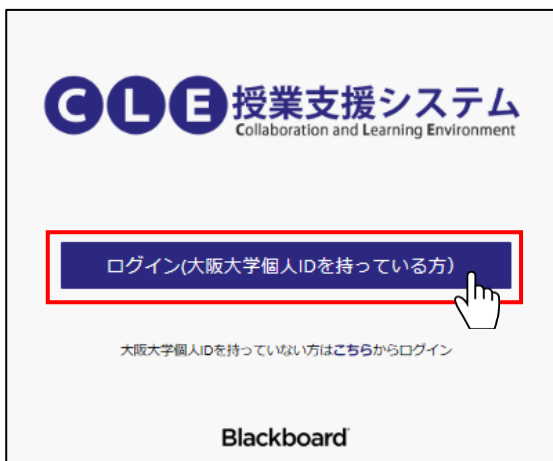 CLE 授業支援システム
Collaboration and Learning Environment
ログイン(大阪大学個人IDを持っている方)
大阪大学個人IDを持っていない方はこちらからログイン
Blackboard